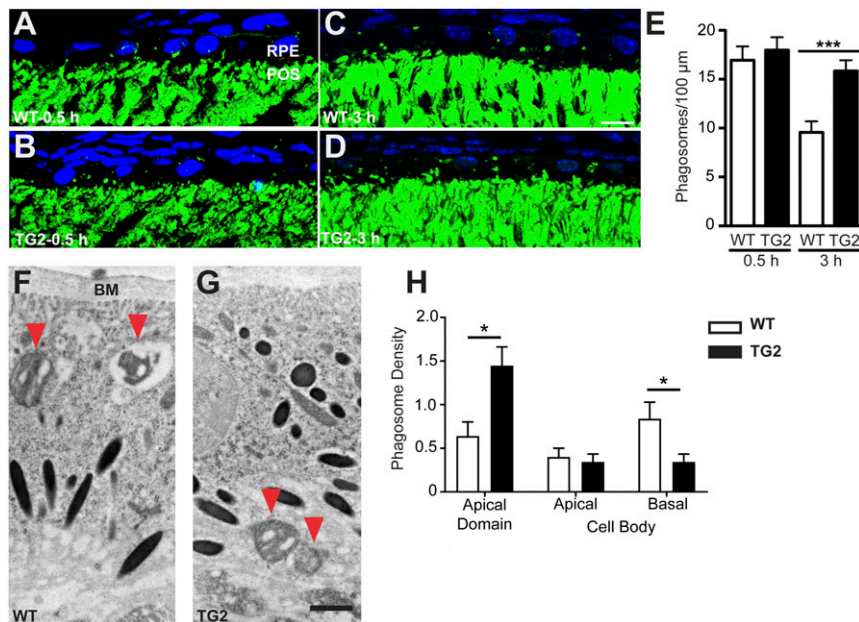 A
RPE
POS
WT-0.5 h
B
TG2-0.5 h
C
WT-3 h
D
TG2-3 h
E
Phagosomes/100 µm
20
15
10
5
0
***
WT TG2 WT TG2
0.5 h 3 h
F
BM
WT
G
TG2
H
Phagosome Density
2.0
1.5
1.0
0.5
0
*
*
Apical Domain
Apical
Basal
Cell Body
WT
TG2